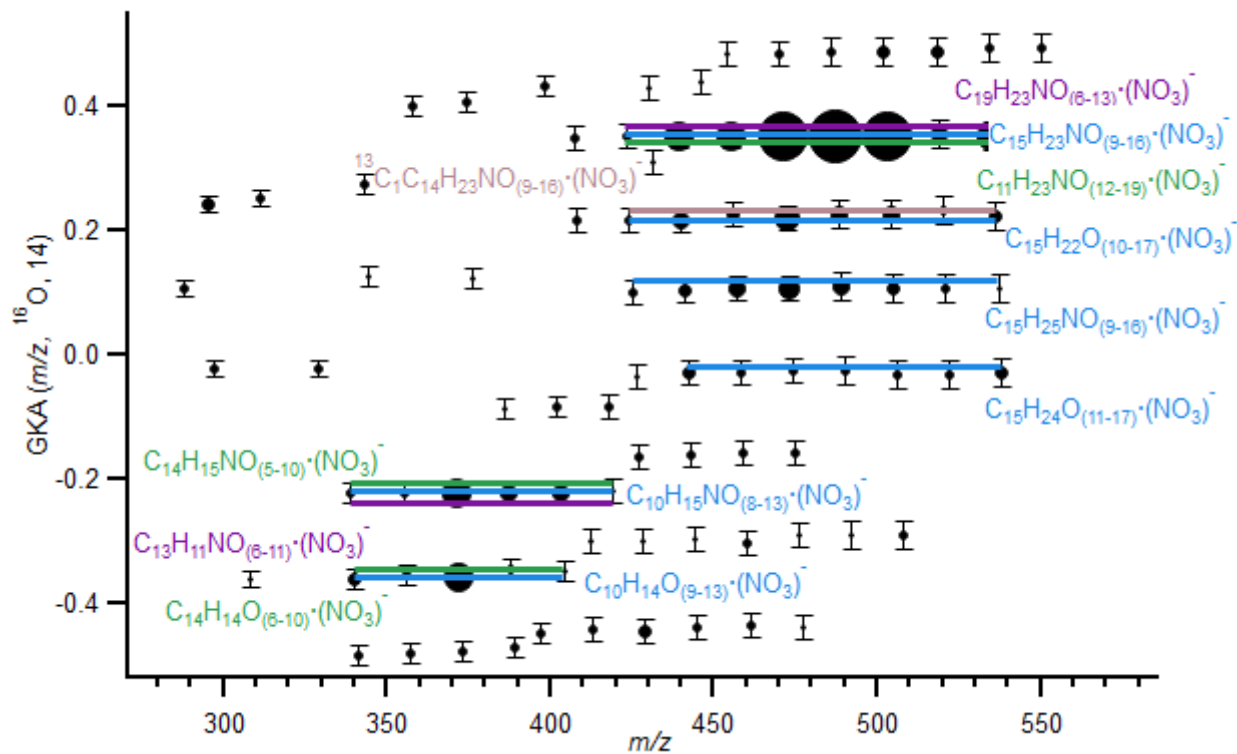 C19H23NO(6-13)·(NO3)-
0.4
C15H23NO(9-16)·(NO3)-
13C1C14H23NO(9-16)·(NO3)-
C11H23NO(12-19)·(NO3)-
0.2
C15H22O(10-17)·(NO3)-
GKA (m/z, 16O, 14)
C15H25NO(9-16)·(NO3)-
0.0
C15H24O(11-17)·(NO3)-
C14H15NO(5-10)·(NO3)-
-0.2
C10H15NO(8-13)·(NO3)-
C13H11NO(6-11)·(NO3)-
C10H14O(9-13)·(NO3)-
-0.4
C14H14O(6-10)·(NO3)-
300 350 400 450 500 550
m/z